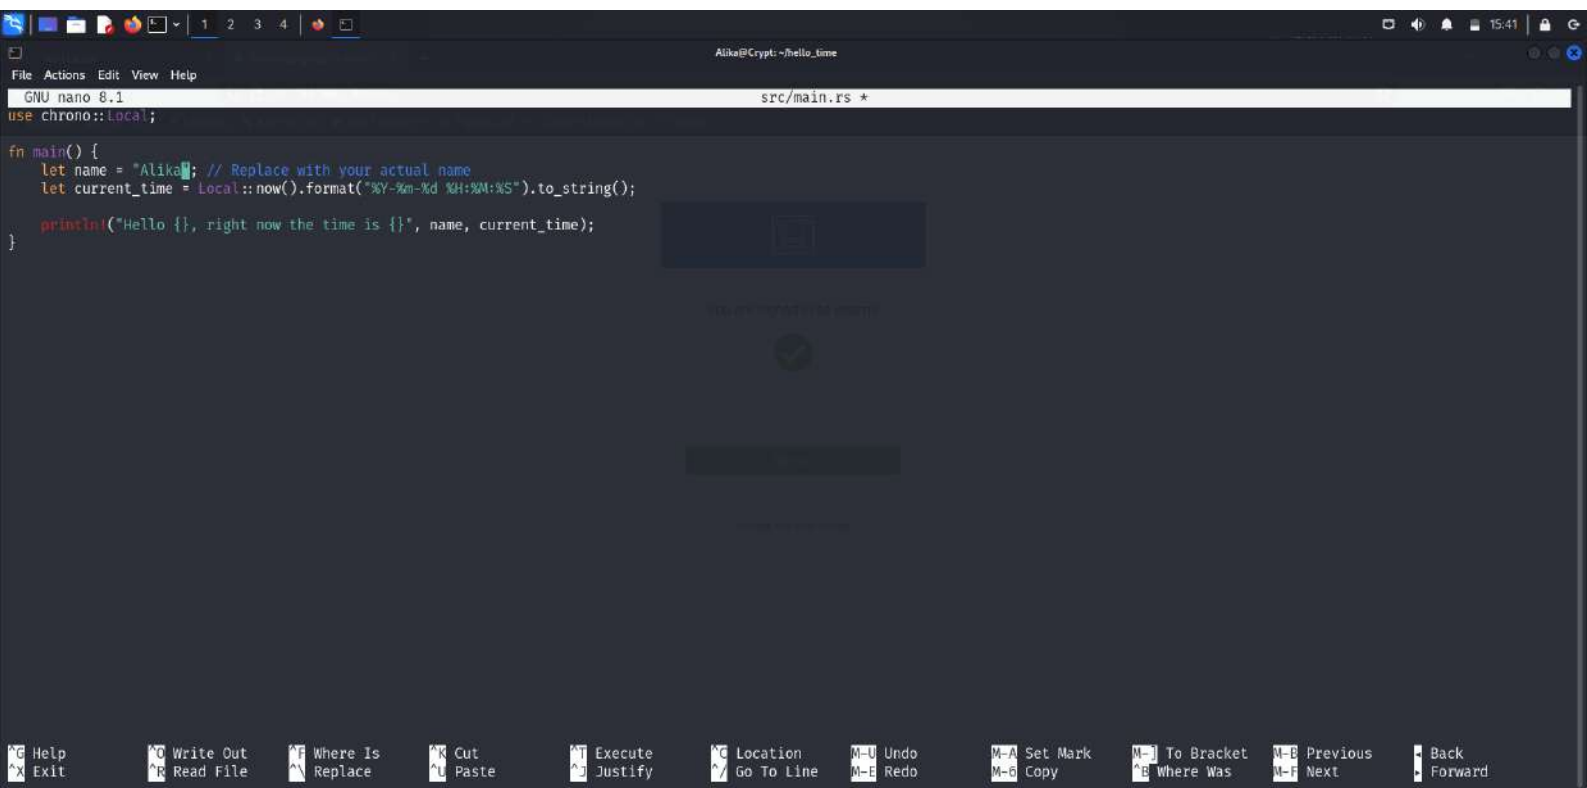 1 2 3 4 15:41
Alika@Crypt: ~/hello_time
File Actions Edit View Help
GNU nano 8.1 src/main.rs *
use chrono::Local;
fn main() {
let name = "Alika"; // Replace with your actual name
let current_time = Local::now().format("%Y-%m-%d %H:%M:%S").to_string();
println!("Hello {}, right now the time is {}", name, current_time);
}
^G Help ^O Write Out ^F Where Is ^K Cut ^T Execute ^C Location M-U Undo M-A Set Mark M-] To Bracket M-B Previous ◂ Back
^X Exit ^R Read File ^\ Replace ^U Paste ^J Justify ^/ Go To Line M-E Redo M-6 Copy ^B Where Was M-F Next ▸ Forward